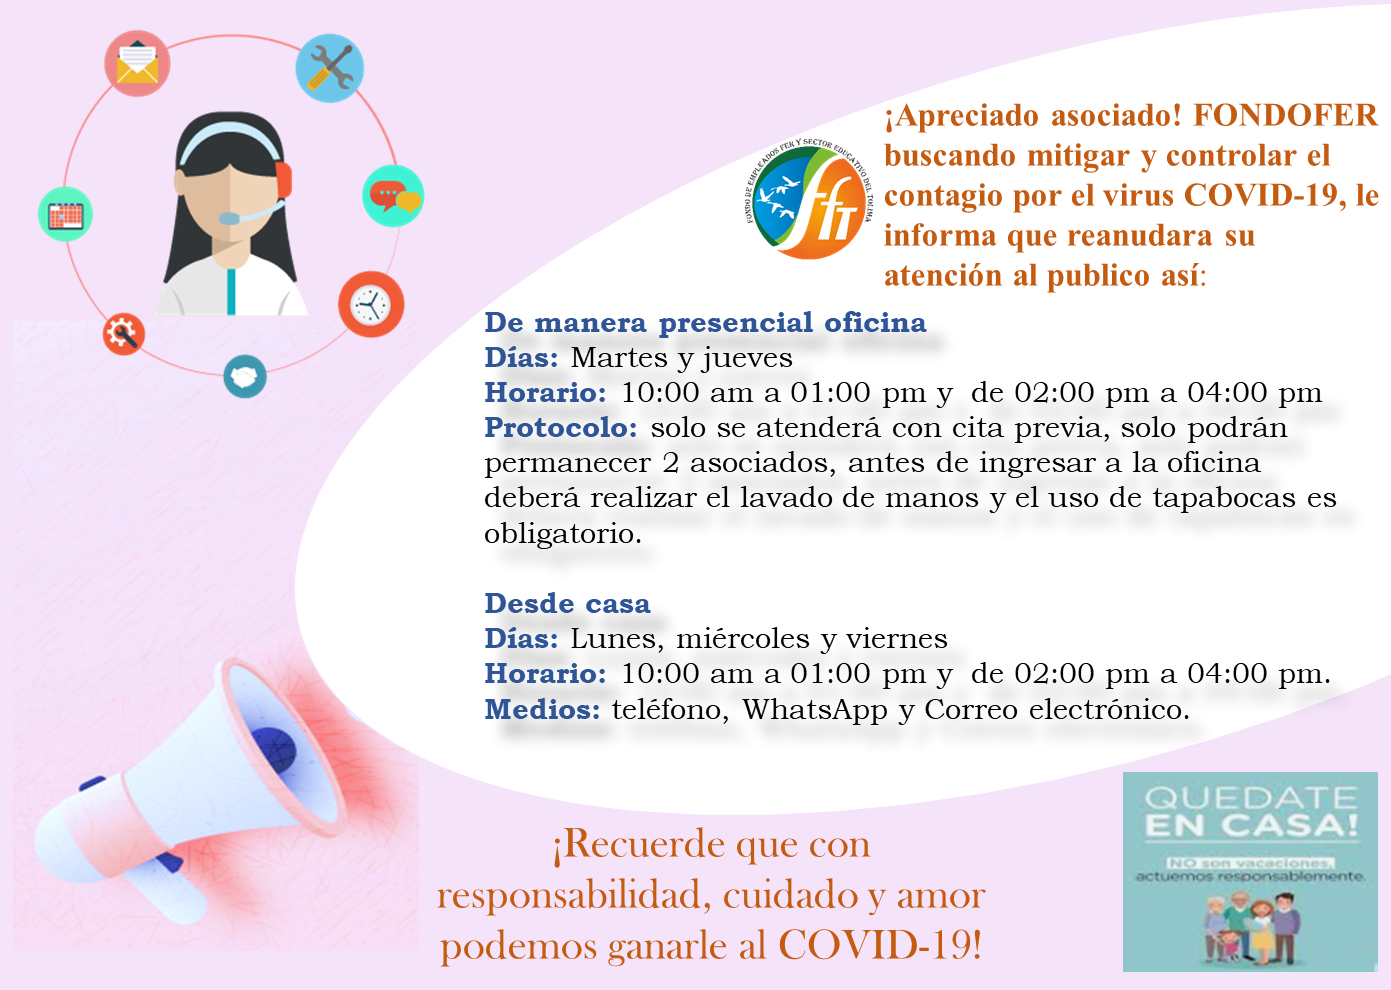 ¡Apreciado asociado! FONDOFER
buscando mitigar y controlar el
contagio por el virus COVID-19, le
informa que reanudara su
atención al publico así:
FONDO DE EMPLEADOS FER Y SECTOR EDUCATIVO DEL TOLIMA
ffT
De manera presencial oficina
Días: Martes y jueves
Horario: 10:00 am a 01:00 pm y de 02:00 pm a 04:00 pm
Protocolo: solo se atenderá con cita previa, solo podrán
permanecer 2 asociados, antes de ingresar a la oficina
deberá realizar el lavado de manos y el uso de tapabocas es
obligatorio.
Desde casa
Días: Lunes, miércoles y viernes
Horario: 10:00 am a 01:00 pm y de 02:00 pm a 04:00 pm.
Medios: teléfono, WhatsApp y Correo electrónico.
¡Recuerde que con
responsabilidad, cuidado y amor
podemos ganarle al COVID-19!
QUEDATE
EN CASA!
NO son vacaciones,
actuemos responsablemente.